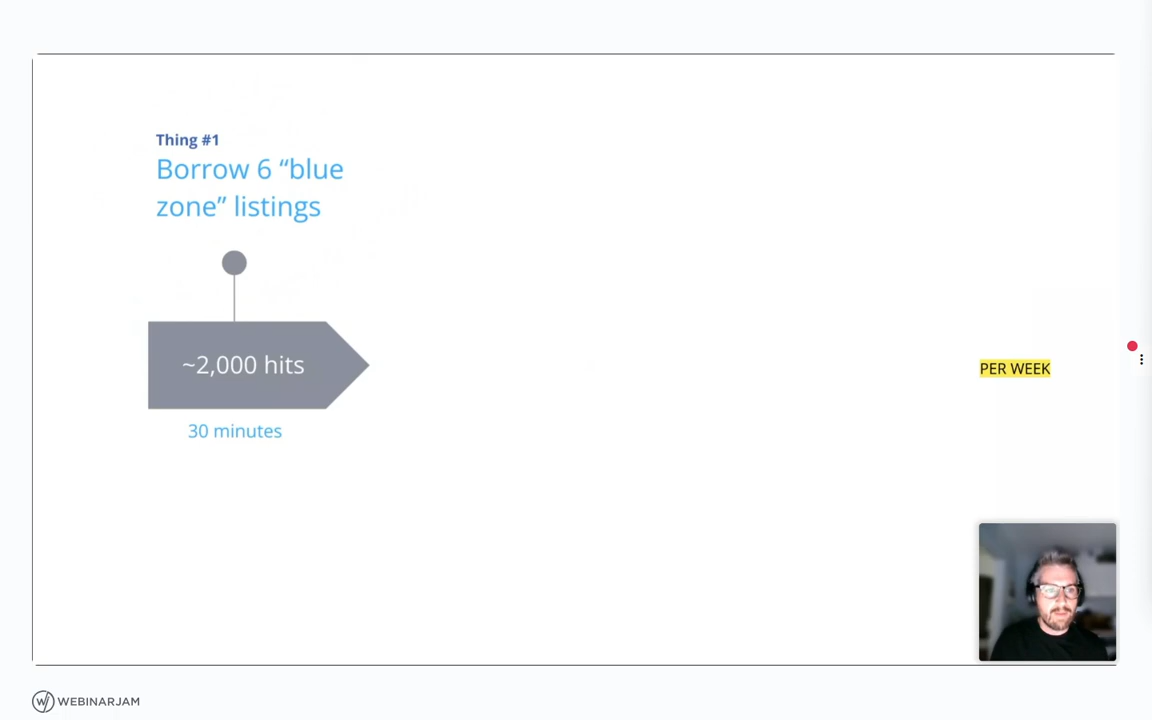 Thing #1
Borrow 6 “blue
zone” listings
~2,000 hits
30 minutes
PER WEEK
WEBINARJAM